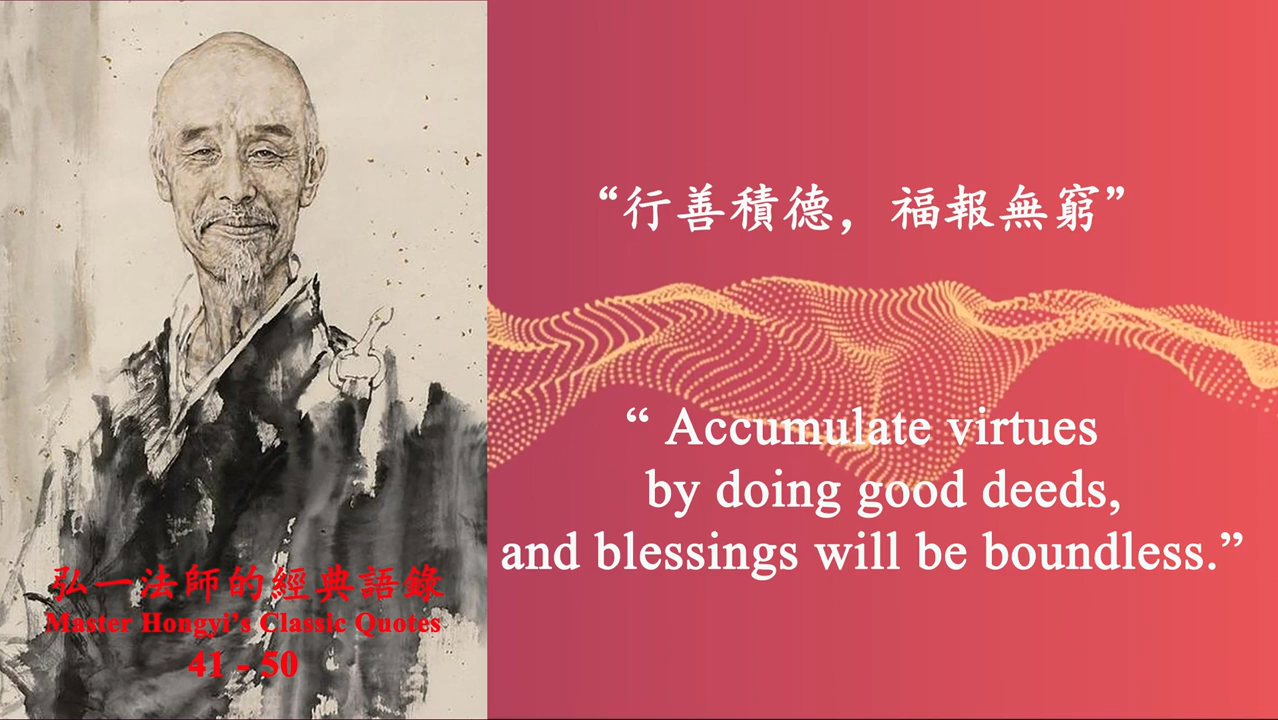 “行善積德，福報無窮”
“ Accumulate virtues
by doing good deeds,
and blessings will be boundless.”
弘一法師的經典語錄
Master Hongyi’s Classic Quotes
41 - 50